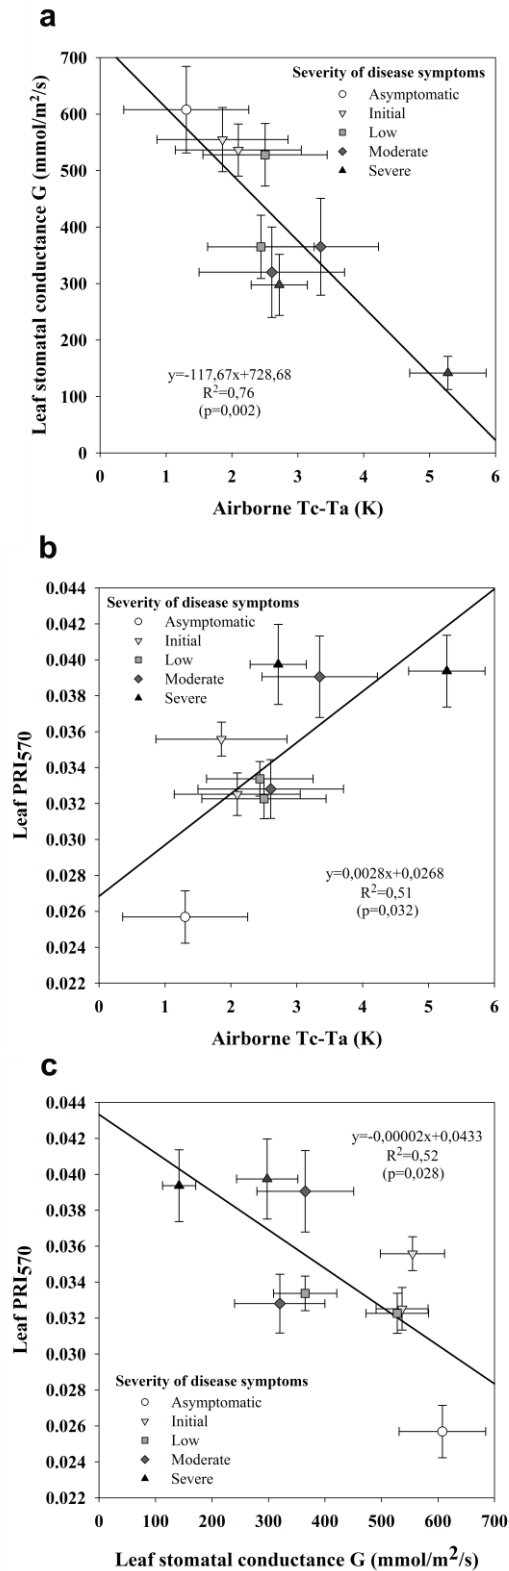 a
700
600
500
400
300
200
100
0
Leaf stomatal conductance G (mmol/m²/s)
Severity of disease symptoms
Asymptomatic
Initial
Low
Moderate
Severe
y=-117,67x+728,68
R²=0,76
(p=0,002)
0 1 2 3 4 5 6
Airborne Tc-Ta (K)
b
0.044
0.042
0.040
0.038
0.036
0.034
0.032
0.030
0.028
0.026
0.024
0.022
Leaf PRI570
Severity of disease symptoms
Asymptomatic
Initial
Low
Moderate
Severe
y=0,0028x+0,0268
R²=0,51
(p=0,032)
0 1 2 3 4 5 6
Airborne Tc-Ta (K)
c
0.044
0.042
0.040
0.038
0.036
0.034
0.032
0.030
0.028
0.026
0.024
0.022
Leaf PRI570
y=-0,00002x+0,0433
R²=0,52
(p=0,028)
Severity of disease symptoms
Asymptomatic
Initial
Low
Moderate
Severe
0 100 200 300 400 500 600 700
Leaf stomatal conductance G (mmol/m²/s)